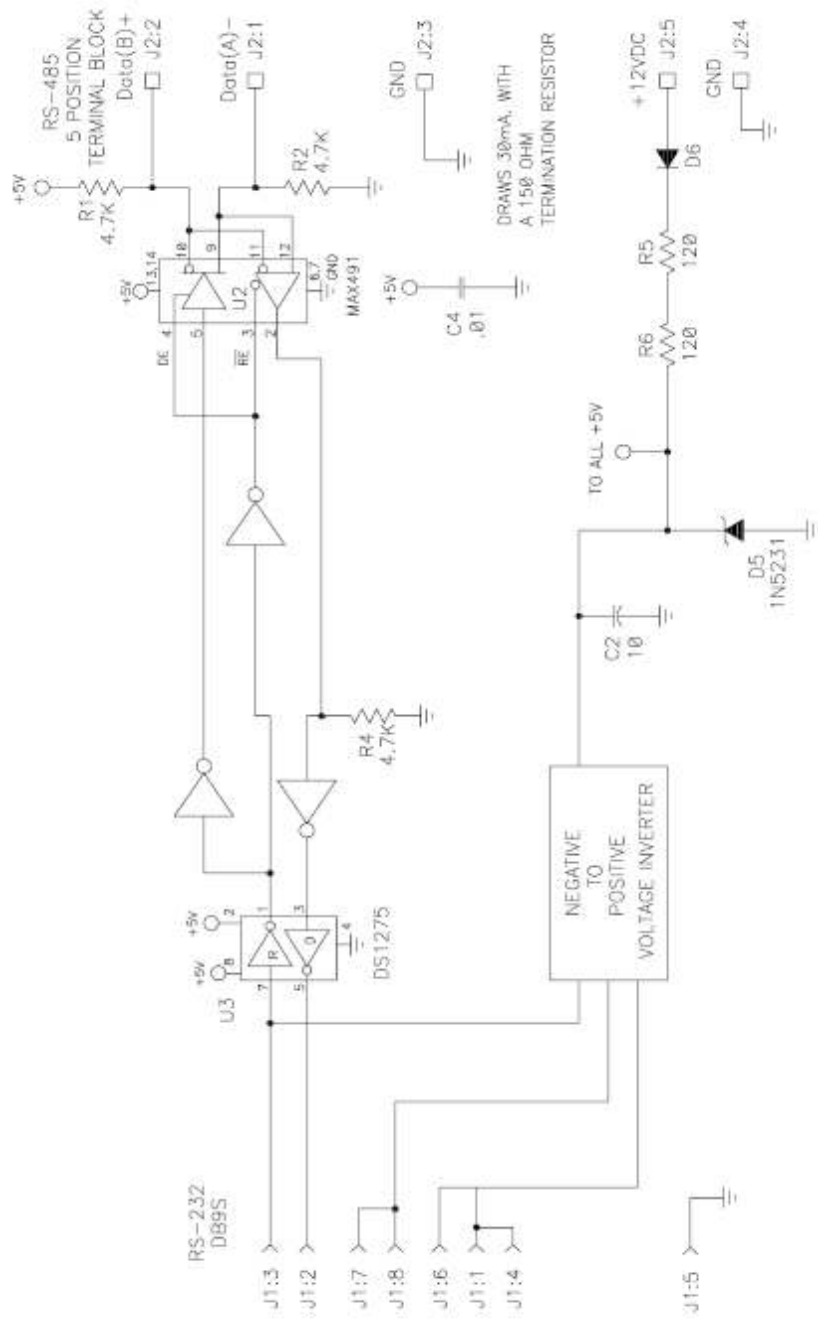 RS-232
DB9S
J1:3
J1:2
J1:7
J1:8
J1:6
J1:1
J1:4
J1:5
U3
+5V
8
+5V
2
7
R
1
5
D
3
4
DS1275
R4
4.7K
NEGATIVE
TO
POSITIVE
VOLTAGE INVERTER
C2
10
D5
1N5231
TO ALL +5V
R6
120
R5
120
D6
+12VDC
J2:5
GND
J2:4
DE
4
5
RE
3
2
+5V
13,14
U2
10
9
11
12
6,7
GND
MAX491
+5V
R1
4.7K
R2
4.7K
RS-485
5 POSITION
TERMINAL BLOCK
Data(B)+
J2:2
Data(A)-
J2:1
GND
J2:3
+5V
C4
.01
DRAWS 30mA, WITH
A 150 OHM
TERMINATION RESISTOR